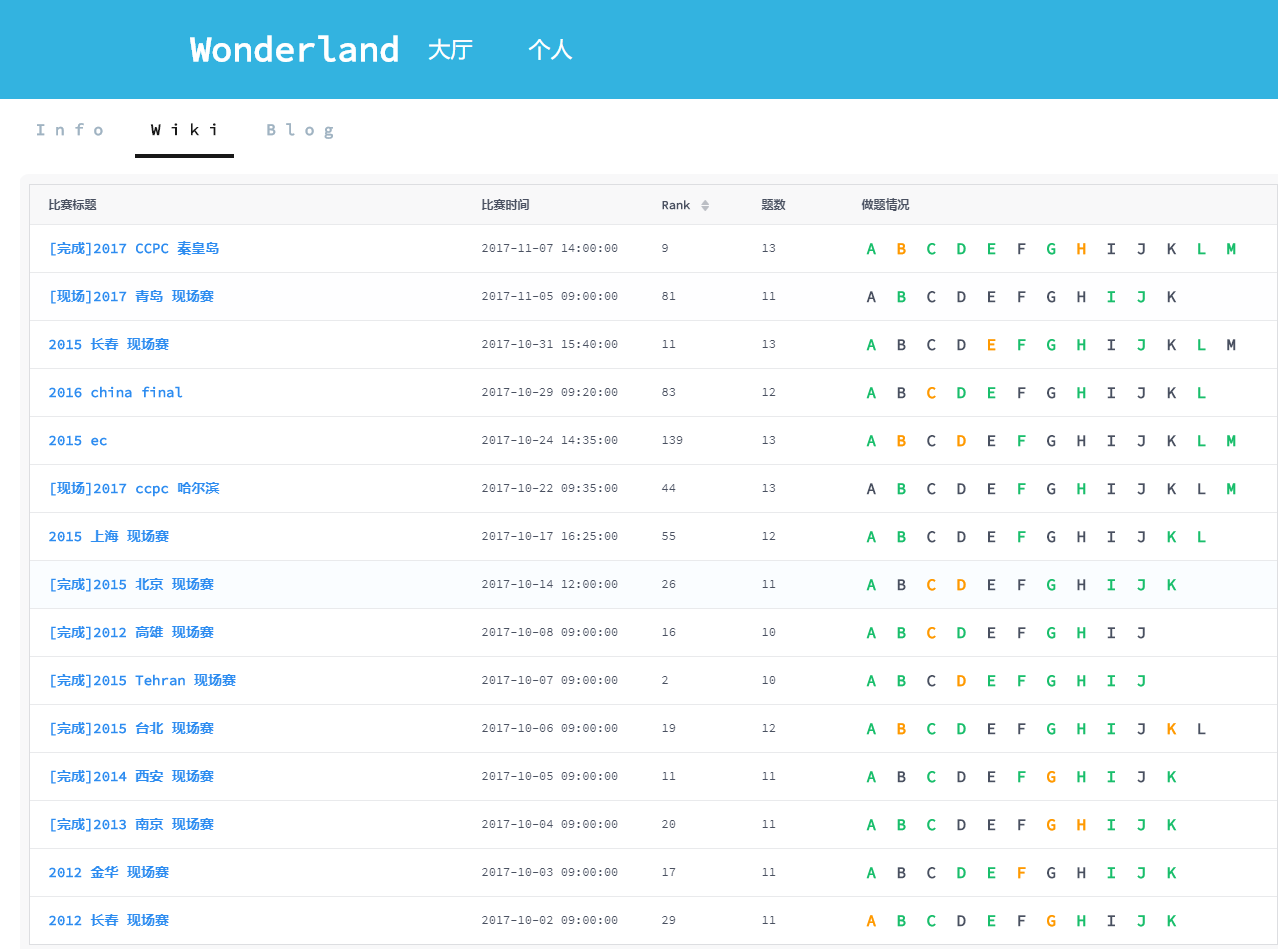 Wonderland 大厅 个人
Info Wiki Blog
比赛标题 比赛时间 Rank 题数 做题情况
[完成]2017 CCPC 秦皇岛 2017-11-07 14:00:00 9 13 A B C D E F G H I J K L M
[现场]2017 青岛 现场赛 2017-11-05 09:00:00 81 11 A B C D E F G H I J K
2015 长春 现场赛 2017-10-31 15:40:00 11 13 A B C D E F G H I J K L M
2016 china final 2017-10-29 09:20:00 83 12 A B C D E F G H I J K L
2015 ec 2017-10-24 14:35:00 139 13 A B C D E F G H I J K L M
[现场]2017 ccpc 哈尔滨 2017-10-22 09:35:00 44 13 A B C D E F G H I J K L M
2015 上海 现场赛 2017-10-17 16:25:00 55 12 A B C D E F G H I J K L
[完成]2015 北京 现场赛 2017-10-14 12:00:00 26 11 A B C D E F G H I J K
[完成]2012 高雄 现场赛 2017-10-08 09:00:00 16 10 A B C D E F G H I J
[完成]2015 Tehran 现场赛 2017-10-07 09:00:00 2 10 A B C D E F G H I J
[完成]2015 台北 现场赛 2017-10-06 09:00:00 19 12 A B C D E F G H I J K L
[完成]2014 西安 现场赛 2017-10-05 09:00:00 11 11 A B C D E F G H I J K
[完成]2013 南京 现场赛 2017-10-04 09:00:00 20 11 A B C D E F G H I J K
2012 金华 现场赛 2017-10-03 09:00:00 17 11 A B C D E F G H I J K
2012 长春 现场赛 2017-10-02 09:00:00 29 11 A B C D E F G H I J K